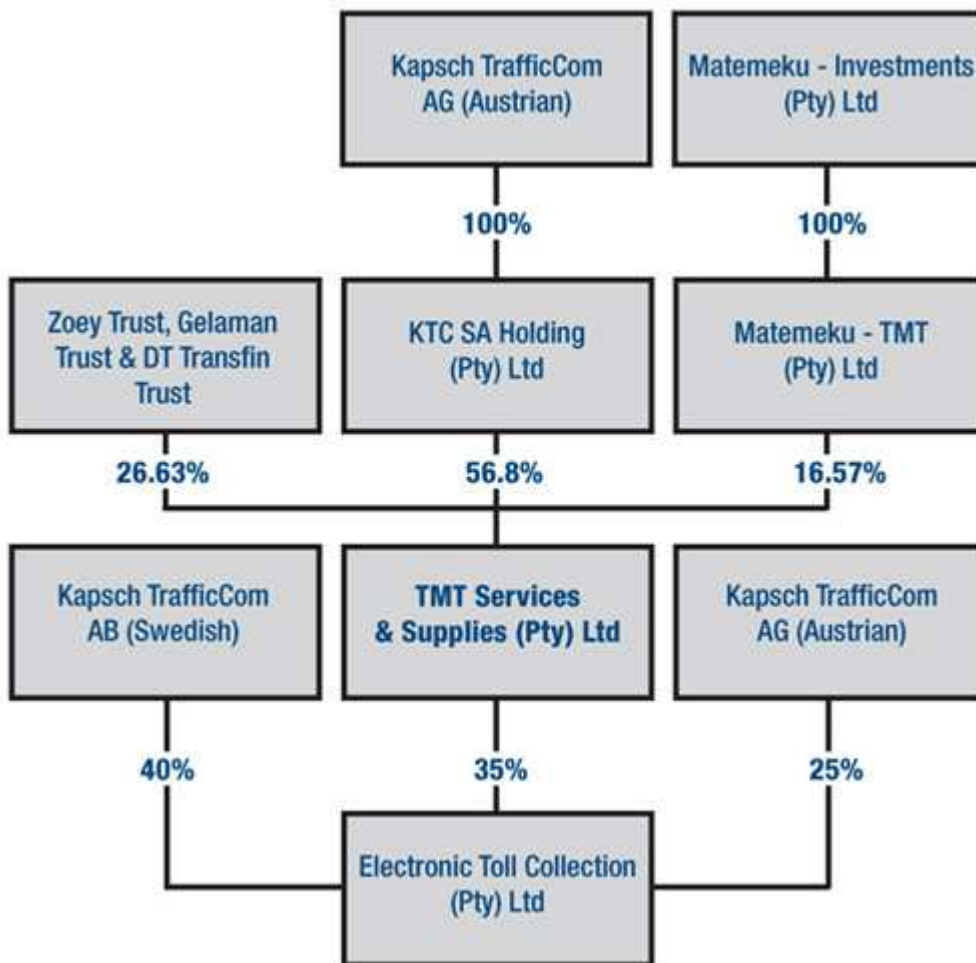 Kapsch TrafficCom
AG (Austrian)
Matemeku - Investments
(Pty) Ltd
100%
100%
Zoey Trust, Gelaman
Trust & DT Transfin
Trust
KTC SA Holding
(Pty) Ltd
Matemeku - TMT
(Pty) Ltd
26.63%
56.8%
16.57%
Kapsch TrafficCom
AB (Swedish)
TMT Services
& Supplies (Pty) Ltd
Kapsch TrafficCom
AG (Austrian)
40%
35%
25%
Electronic Toll Collection
(Pty) Ltd